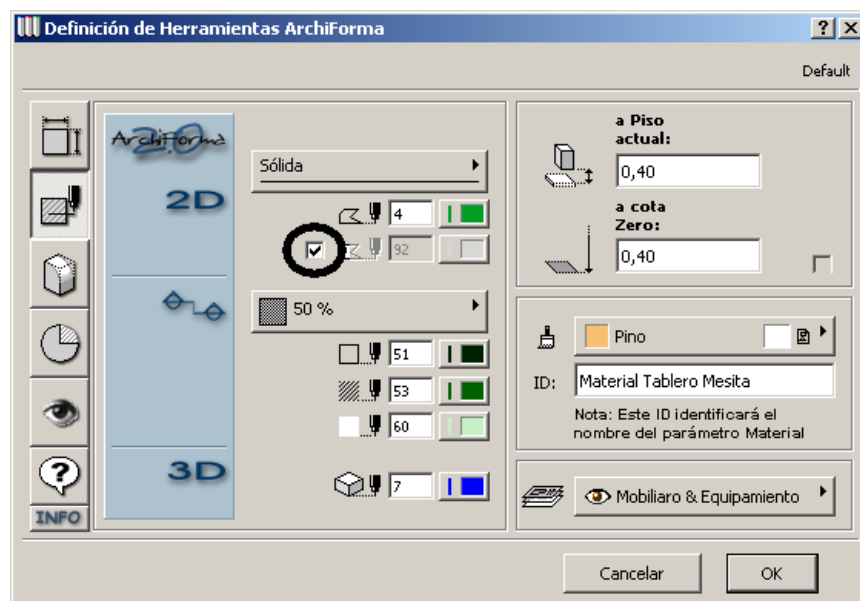 Definición de Herramientas ArchiForma
Default
ArchiForma
2.0
Sólida
2D
4
92
50 %
51
53
60
3D
7
INFO
a Piso
actual:
0,40
a cota
Zero:
0,40
Pino
ID: Material Tablero Mesita
Nota: Este ID identificará el
nombre del parámetro Material
Mobiliaro & Equipamiento
Cancelar
OK